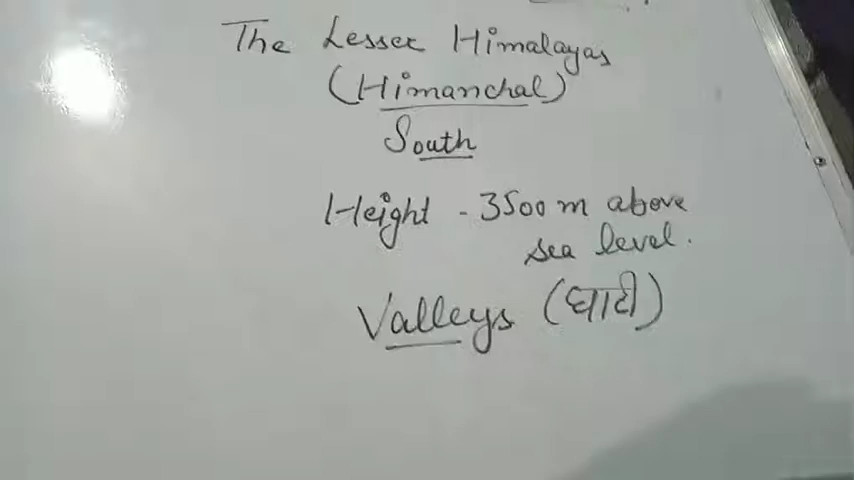 The Lesser Himalayas
(Himanchal)
South
Height - 3500 m above
sea level.
Valleys (घाटी)